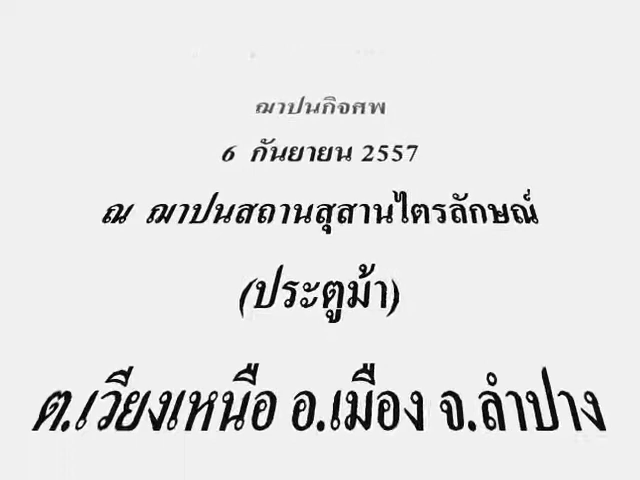 ฌาปนกิจศพ
6 กันยายน 2557
ณ ฌาปนสถานสุสานไตรลักษณ์
(ประตูม้า)
ต.เวียงเหนือ อ.เมือง จ.ลำปาง